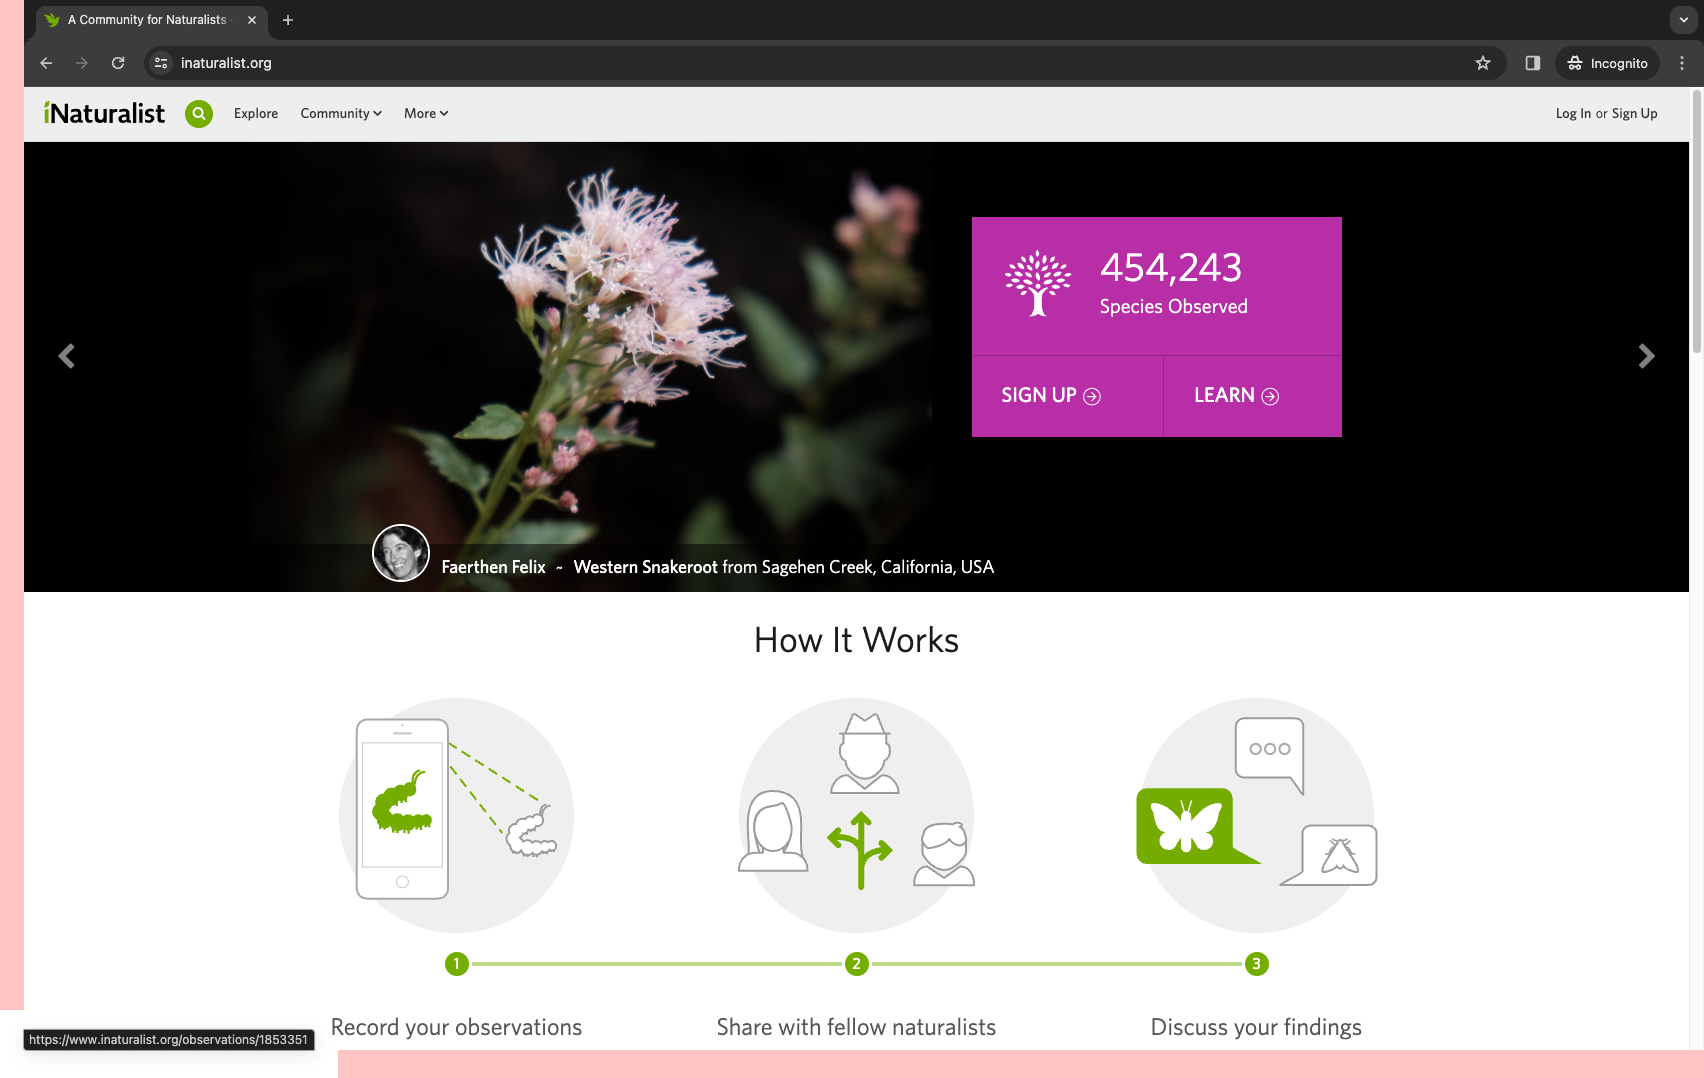 A Community for Naturalists
inaturalist.org
Incognito
iNaturalist
Explore
Community
More
Log In or Sign Up
454,243
Species Observed
SIGN UP
LEARN
Faerthen Felix ~ Western Snakeroot from Sagehen Creek, California, USA
How It Works
1
2
3
Record your observations
Share with fellow naturalists
Discuss your findings
https://www.inaturalist.org/observations/1853351